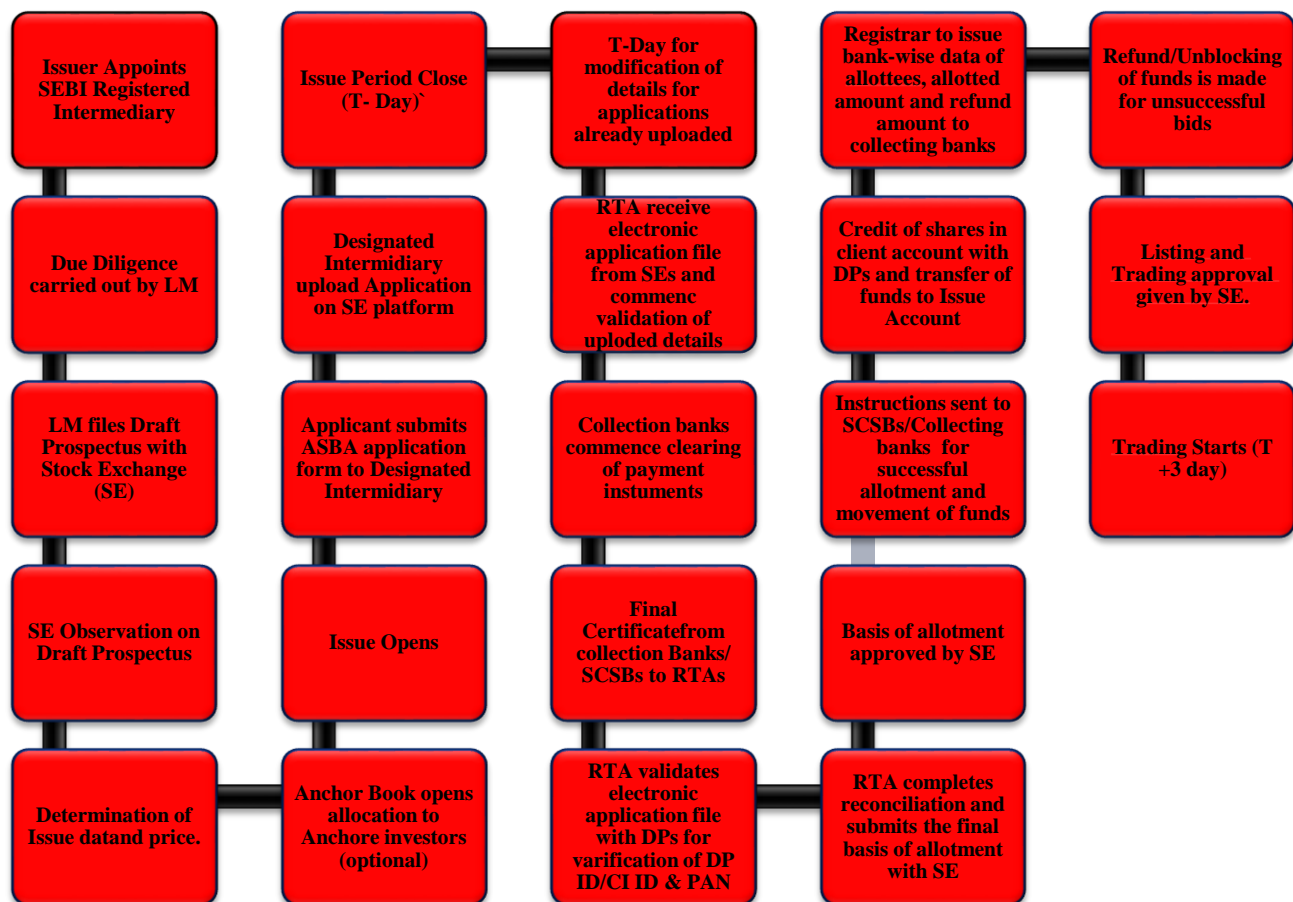 Issuer Appoints
SEBI Registered
Intermediary
Due Diligence
carried out by LM
LM files Draft
Prospectus with
Stock Exchange
(SE)
SE Observation on
Draft Prospectus
Determination of
Issue datand price.
Anchor Book opens
allocation to
Anchore investors
(optional)
Issue Opens
Applicant submits
ASBA application
form to Designated
Intermidiary
Designated
Intermidiary
upload Application
on SE platform
Issue Period Close
(T- Day)`
T-Day for
modification of
details for
applications
already uploaded
RTA receive
electronic
application file
from SEs and
commenc
validation of
uploded details
Collection banks
commence clearing
of payment
instuments
Final
Certificatefrom
collection Banks/
SCSBs to RTAs
RTA validates
electronic
application file
with DPs for
varification of DP
ID/CI ID & PAN
RTA completes
reconciliation and
submits the final
basis of allotment
with SE
Basis of allotment
approved by SE
Instructions sent to
SCSBs/Collecting
banks for
successful
allotment and
movement of funds
Credit of shares in
client account with
DPs and transfer of
funds to Issue
Account
Registrar to issue
bank-wise data of
allottees, allotted
amount and refund
amount to
collecting banks
Refund/Unblocking
of funds is made
for unsuccessful
bids
Listing and
Trading approval
given by SE.
Trading Starts (T
+3 day)